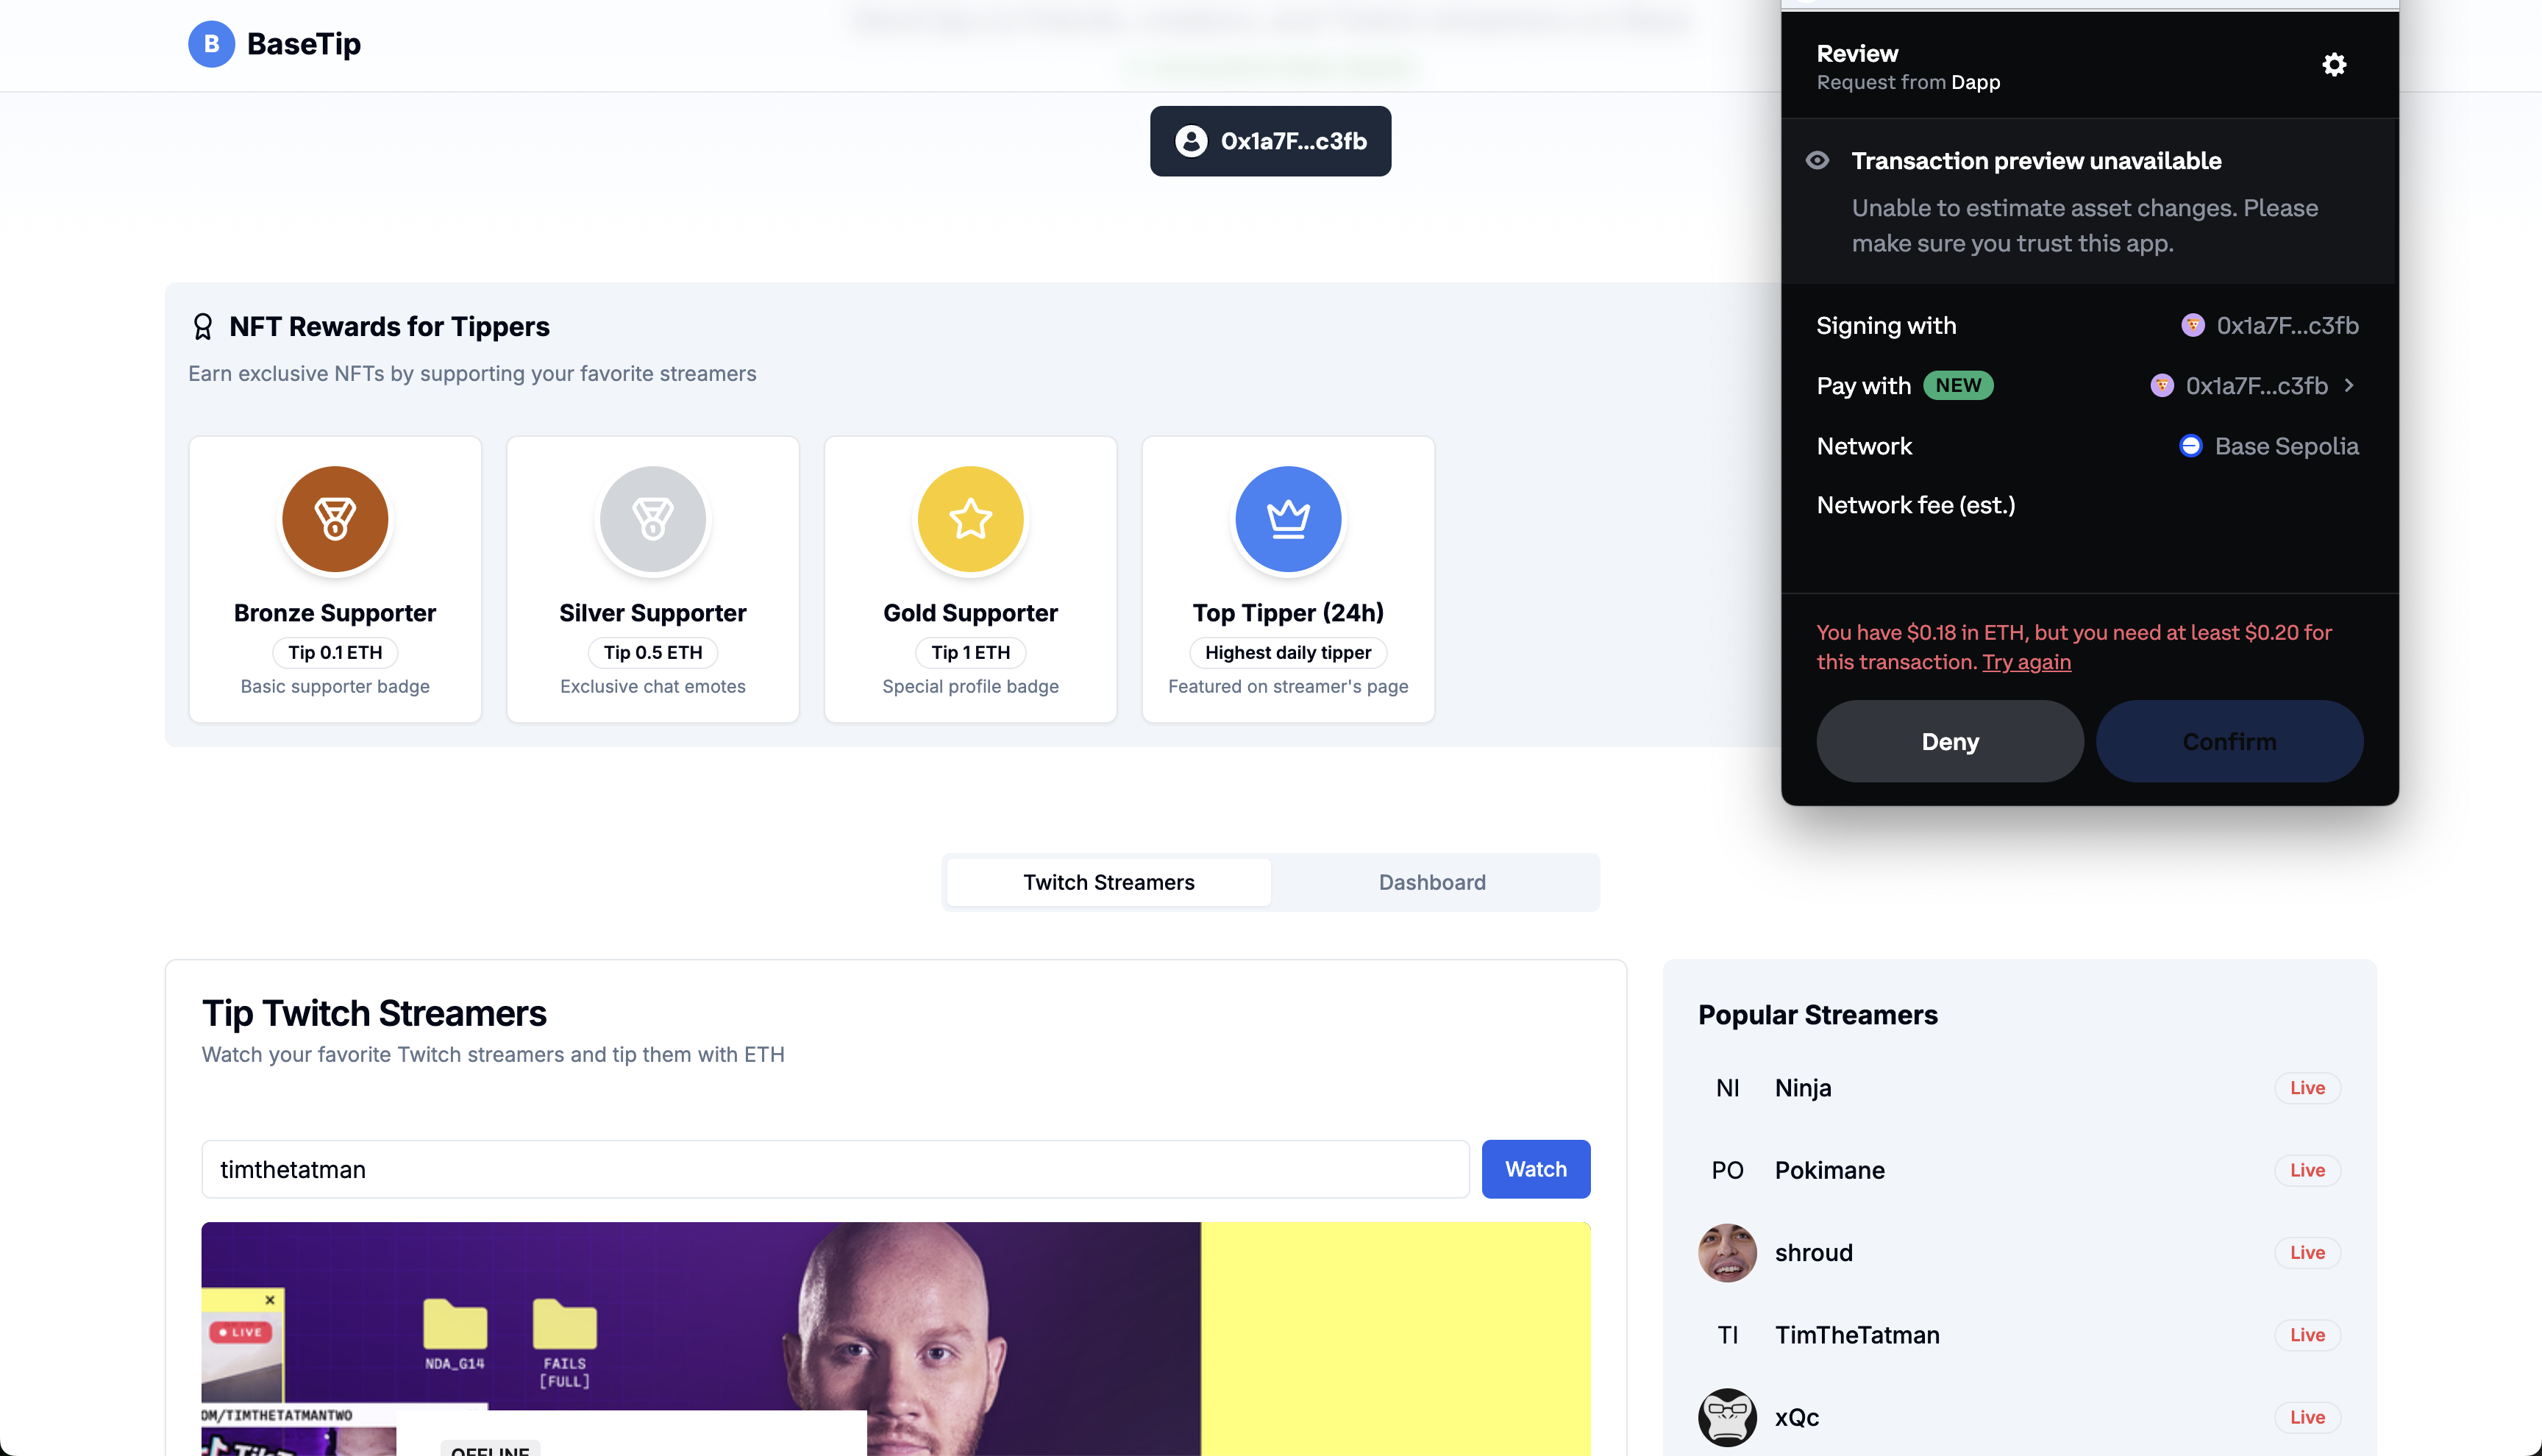 B BaseTip
0x1a7F...c3fb
NFT Rewards for Tippers
Earn exclusive NFTs by supporting your favorite streamers
Bronze Supporter
Tip 0.1 ETH
Basic supporter badge
Silver Supporter
Tip 0.5 ETH
Exclusive chat emotes
Gold Supporter
Tip 1 ETH
Special profile badge
Top Tipper (24h)
Highest daily tipper
Featured on streamer's page
Review
Request from Dapp
Transaction preview unavailable
Unable to estimate asset changes. Please
make sure you trust this app.
Signing with 0x1a7F...c3fb
Pay with NEW 0x1a7F...c3fb
Network Base Sepolia
Network fee (est.)
You have $0.18 in ETH, but you need at least $0.20 for
this transaction. Try again
Deny Confirm
Twitch Streamers Dashboard
Tip Twitch Streamers
Watch your favorite Twitch streamers and tip them with ETH
timthetatman Watch
LIVE
NDA_G14
FAILS
[FULL]
OM/TIMTHETATMANTWO
OFFLINE
Popular Streamers
NI Ninja Live
PO Pokimane Live
shroud Live
TI TimTheTatman Live
xQc Live